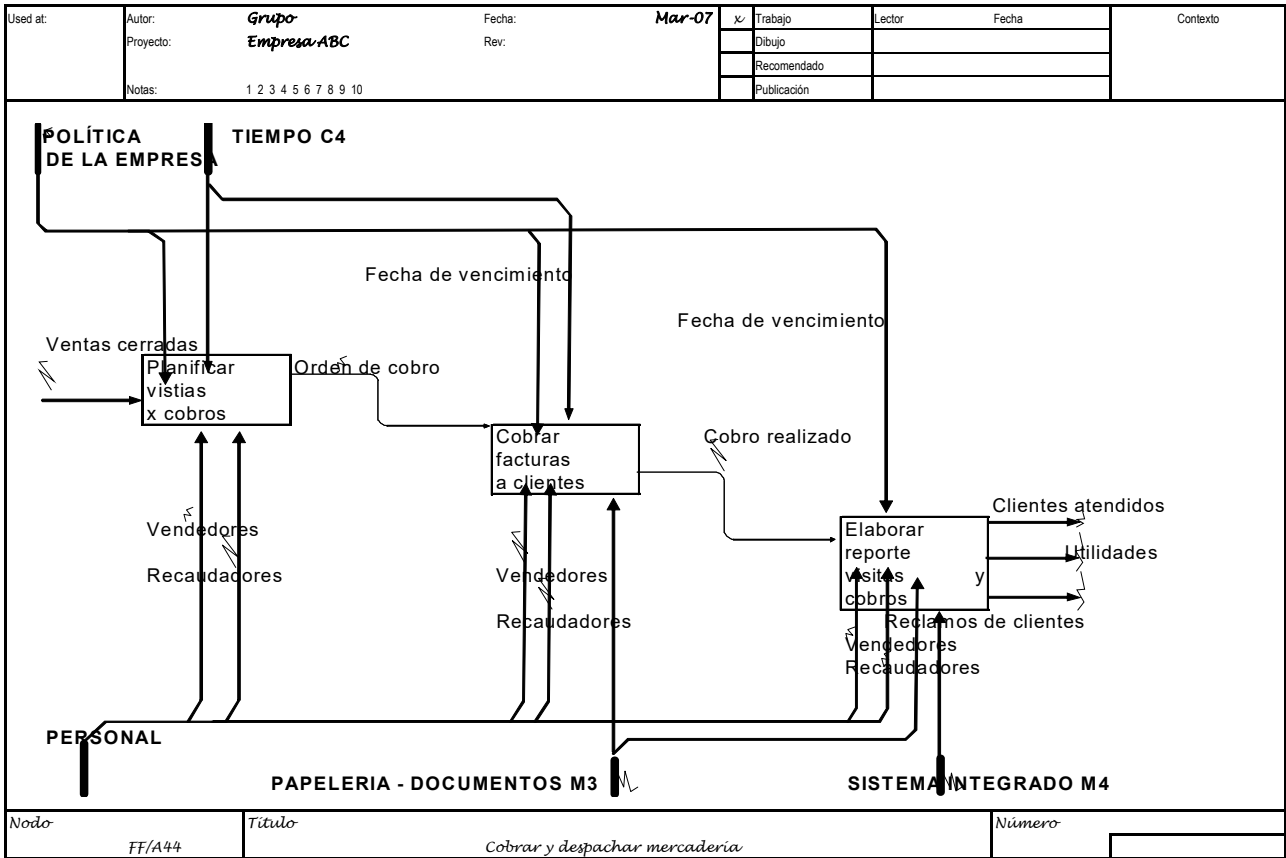 Used at:
Autor: Grupo Fecha: Mar-07 x Trabajo Lector Fecha Contexto
Proyecto: Empresa ABC Rev: Dibujo
Recomendado
Notas: 1 2 3 4 5 6 7 8 9 10 Publicación
POLÍTICA
DE LA EMPRESA
TIEMPO C4
Fecha de vencimiento
Fecha de vencimiento
Ventas cerradas
Planificar
vistias
x cobros
Orden de cobro
Cobrar
facturas
a clientes
Cobro realizado
Clientes atendidos
Elaborar
reporte
visitas y
cobros
Utilidades
Reclamos de clientes
Vendedores
Recaudadores
Vendedores
Recaudadores
Vendedores
Recaudadores
PERSONAL
PAPELERIA - DOCUMENTOS M3
SISTEMA INTEGRADO M4
Nodo Título Número
FF/A44 Cobrar y despachar mercadería